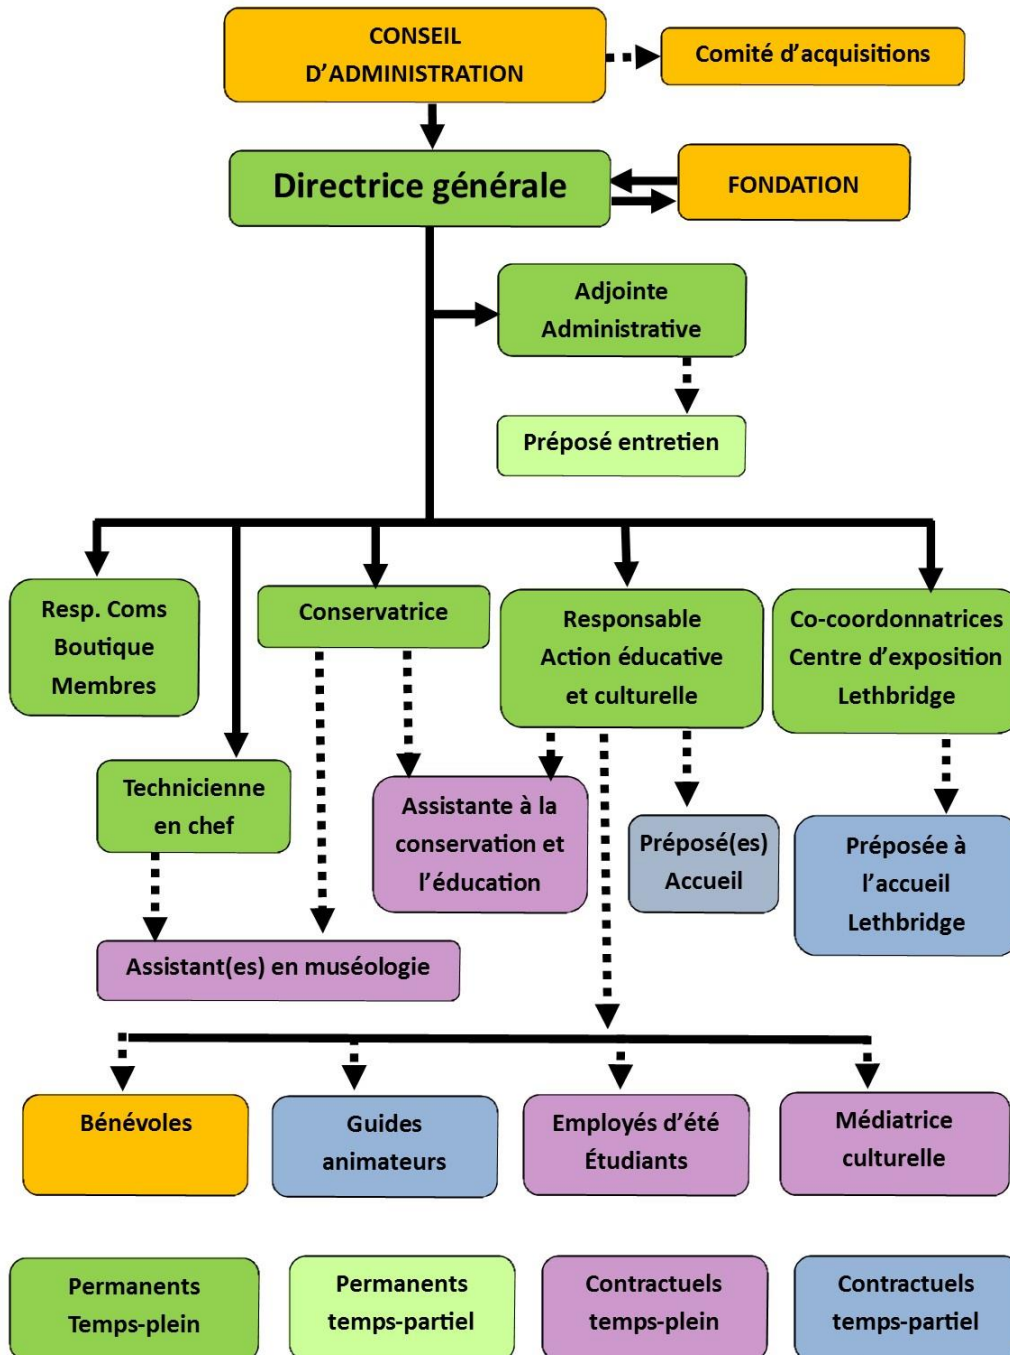 CONSEIL
D'ADMINISTRATION
Comité d'acquisitions
Directrice générale
FONDATION
Adjointe
Administrative
Préposé entretien
Resp. Coms
Boutique
Membres
Conservatrice
Responsable
Action éducative
et culturelle
Co-coordonnatrices
Centre d'exposition
Lethbridge
Technicienne
en chef
Assistante à la
conservation et
l'éducation
Préposé(es)
Accueil
Préposée à
l'accueil
Lethbridge
Assistant(es) en muséologie
Bénévoles
Guides
animateurs
Employés d'été
Étudiants
Médiatrice
culturelle
Permanents
Temps-plein
Permanents
temps-partiel
Contractuels
temps-plein
Contractuels
temps-partiel